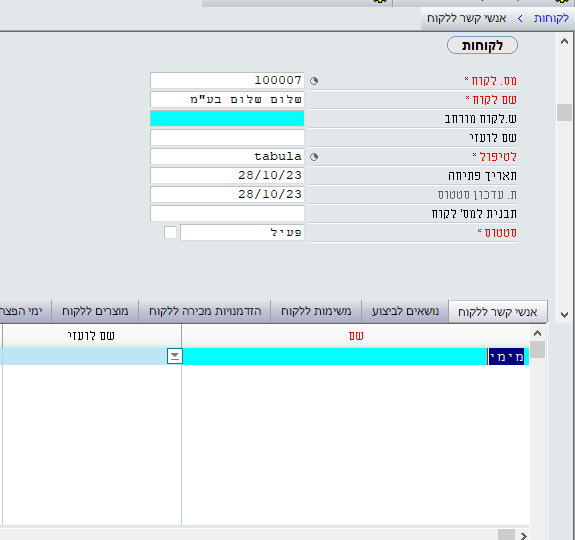 לקוחות > אנשי קשר ללקוח
לקוחות
מס. לקוח * 100007
שם לקוח * שלום שלום בע"מ
ש.לקוח מורחב
שם לועזי
לטיפול * tabula
תאריך פתיחה 28/10/23
ת. עדכון סטטוס 28/10/23
תבנית למס' לקוח
סטטוס * פעיל
אנשי קשר ללקוח נושאים לביצוע משימות ללקוח הזדמנויות מכירה ללקוח מוצרים ללקוח ימי הפצה
שם שם לועזי
מימי